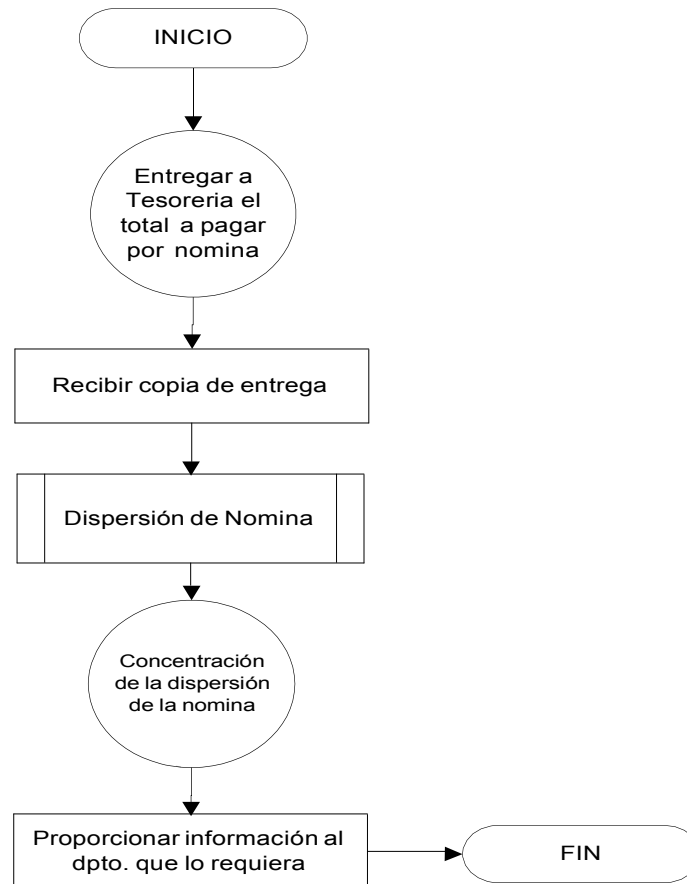 INICIO
Entregar a
Tesoreria el
total a pagar
por nomina
Recibir copia de entrega
Dispersión de Nomina
Concentración
de la dispersión
de la nomina
Proporcionar información al
dpto. que lo requiera
FIN